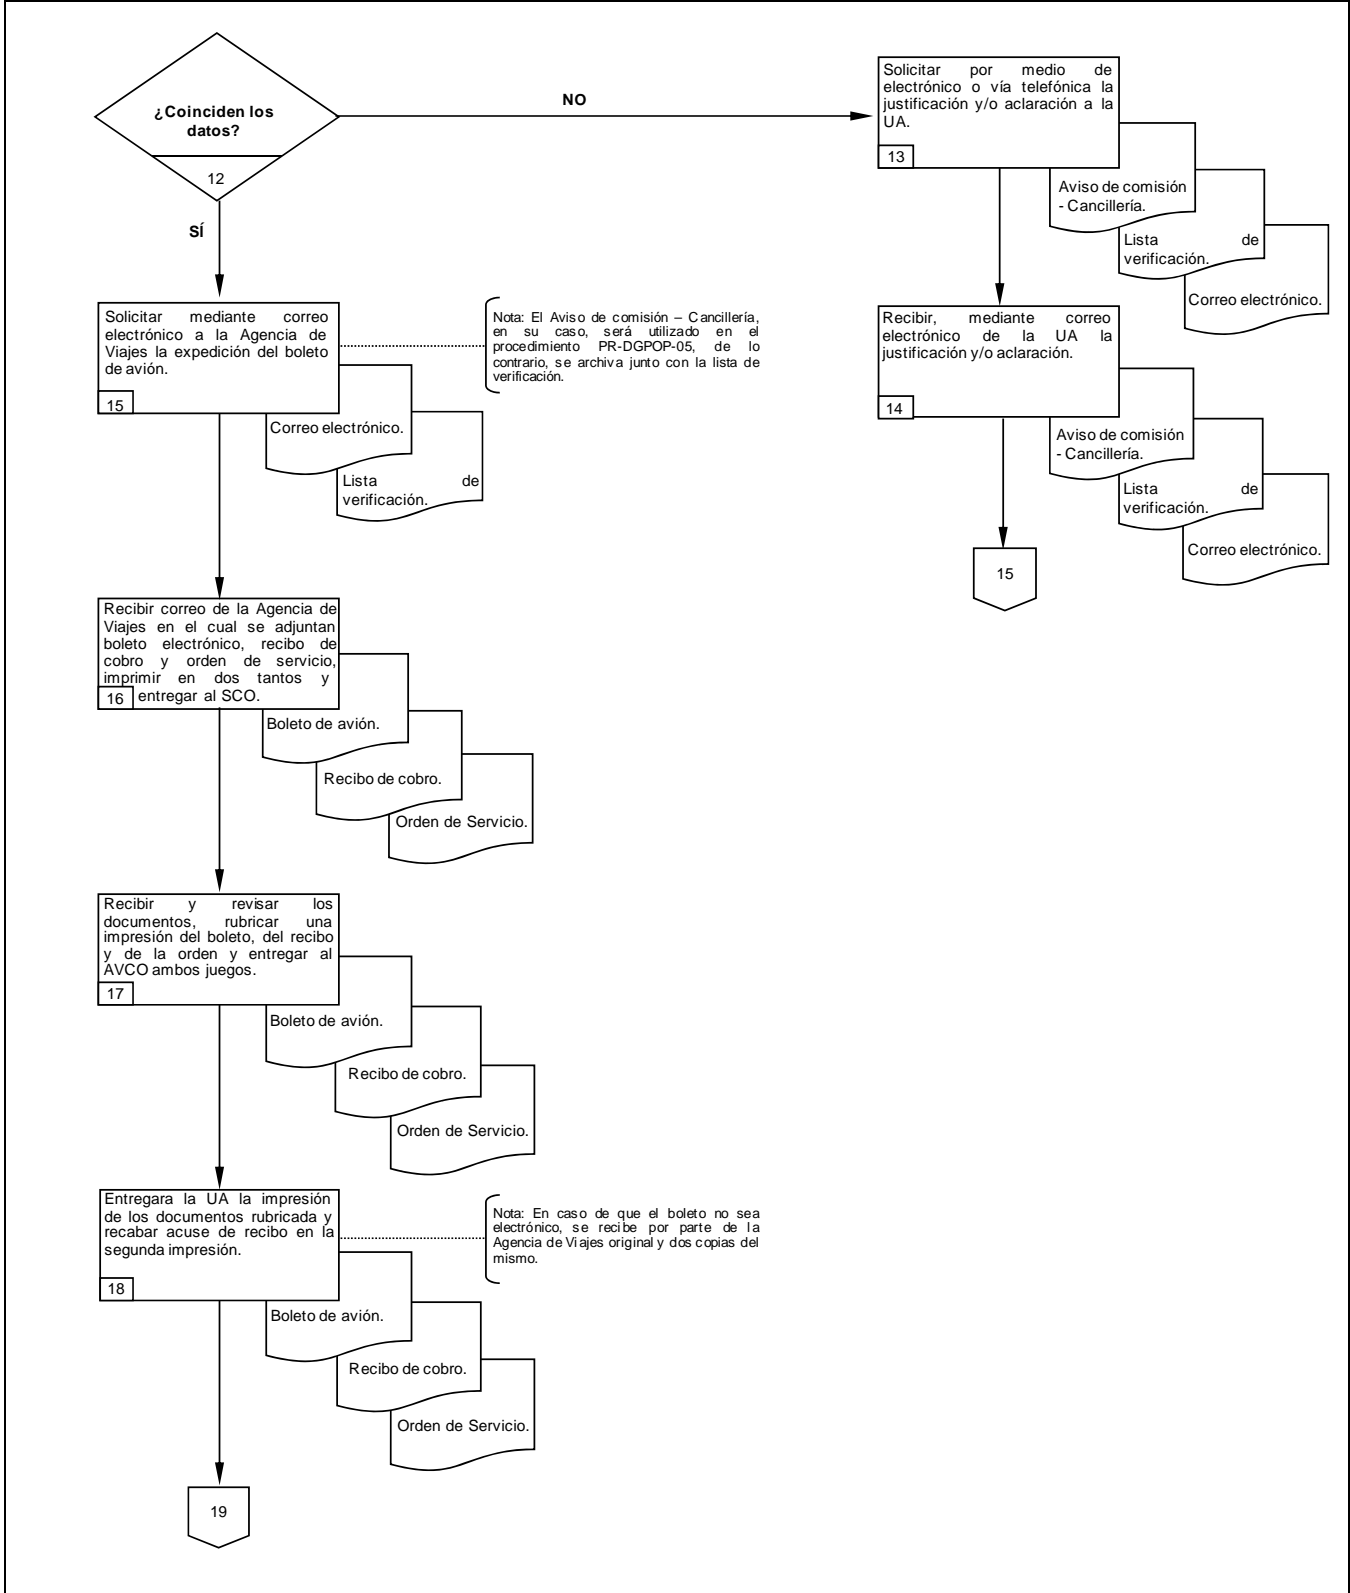 ¿Coinciden los
datos?
12
NO
SÍ
Solicitar por medio de
electrónico o vía telefónica la
justificación y/o aclaración a la
UA.
13
Aviso de comisión
- Cancillería.
Lista de
verificación.
Correo electrónico.
Recibir, mediante correo
electrónico de la UA la
justificación y/o aclaración.
14
Aviso de comisión
- Cancillería.
Lista de
verificación.
Correo electrónico.
15
Solicitar mediante correo
electrónico a la Agencia de
Viajes la expedición del boleto
de avión.
15
Nota: El Aviso de comisión – Cancillería,
en su caso, será utilizado en el
procedimiento PR-DGPOP-05, de lo
contrario, se archiva junto con la lista de
verificación.
Correo electrónico.
Lista de
verificación.
Recibir correo de la Agencia de
Viajes en el cual se adjuntan
boleto electrónico, recibo de
cobro y orden de servicio,
imprimir en dos tantos y
entregar al SCO.
16
Boleto de avión.
Recibo de cobro.
Orden de Servicio.
Recibir y revisar los
documentos, rubricar una
impresión del boleto, del recibo
y de la orden y entregar al
AVCO ambos juegos.
17
Boleto de avión.
Recibo de cobro.
Orden de Servicio.
Entregara la UA la impresión
de los documentos rubricada y
recabar acuse de recibo en la
segunda impresión.
18
Nota: En caso de que el boleto no sea
electrónico, se recibe por parte de la
Agencia de Viajes original y dos copias del
mismo.
Boleto de avión.
Recibo de cobro.
Orden de Servicio.
19